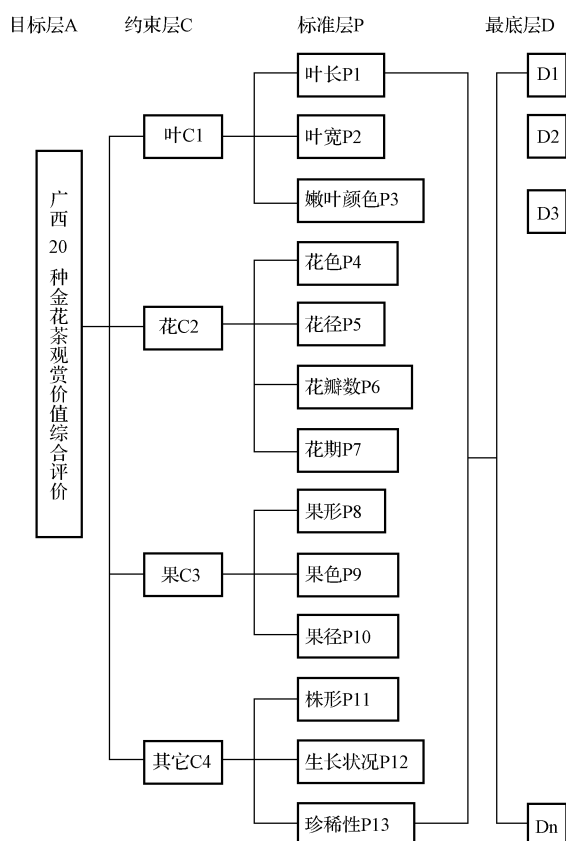 目标层A 约束层C 标准层P 最底层D
广西20种金花茶观赏价值综合评价
叶C1
花C2
果C3
其它C4
叶长P1
叶宽P2
嫩叶颜色P3
花色P4
花径P5
花瓣数P6
花期P7
果形P8
果色P9
果径P10
株形P11
生长状况P12
珍稀性P13
D1
D2
D3
Dn